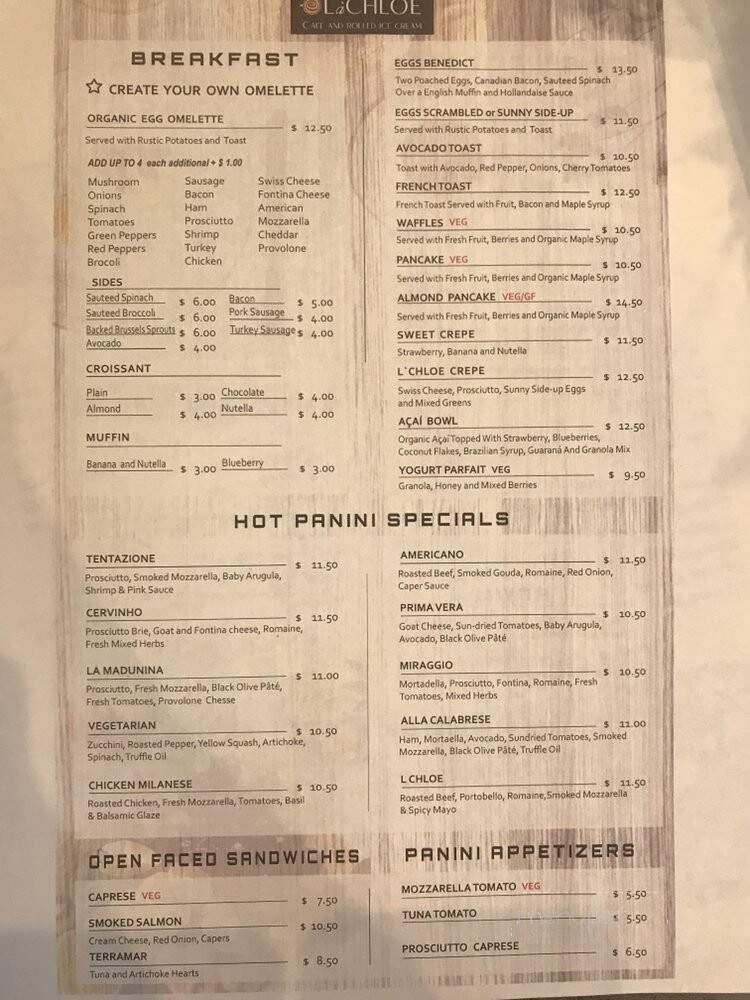 L'àCHLOE
CAFE AND ROLLED ICE CREAM
BREAKFAST
CREATE YOUR OWN OMELETTE
ORGANIC EGG OMELETTE $ 12.50
Served with Rustic Potatoes and Toast
ADD UP TO 4 each additional + $ 1.00
Mushroom Sausage Swiss Cheese
Onions Bacon Fontina Cheese
Spinach Ham American
Tomatoes Prosciutto Mozzarella
Green Peppers Shrimp Cheddar
Red Peppers Turkey Provolone
Brocoli Chicken
SIDES
Sauteed Spinach $ 6.00 Bacon $ 5.00
Sauteed Broccoli $ 6.00 Pork Sausage $ 4.00
Backed Brussels Sprouts $ 6.00 Turkey Sausage $ 4.00
Avocado $ 4.00
CROISSANT
Plain $ 3.00 Chocolate $ 4.00
Almond $ 4.00 Nutella $ 4.00
MUFFIN
Banana and Nutella $ 3.00 Blueberry $ 3.00
EGGS BENEDICT $ 13.50
Two Poached Eggs, Canadian Bacon, Sauteed Spinach
Over a English Muffin and Hollandaise Sauce
EGGS SCRAMBLED or SUNNY SIDE-UP $ 11.50
Served with Rustic Potatoes and Toast
AVOCADO TOAST $ 10.50
Toast with Avocado, Red Pepper, Onions, Cherry Tomatoes
FRENCH TOAST $ 12.50
French Toast Served with Fruit, Bacon and Maple Syrup
WAFFLES VEG $ 10.50
Served with Fresh Fruit, Berries and Organic Maple Syrup
PANCAKE VEG $ 10.50
Served with Fresh Fruit, Berries and Organic Maple Syrup
ALMOND PANCAKE VEG/GF $ 14.50
Served with Fresh Fruit, Berries and Organic Maple Syrup
SWEET CREPE $ 11.50
Strawberry, Banana and Nutella
L`CHLOE CREPE $ 12.50
Swiss Cheese, Prosciutto, Sunny Side-up Eggs
and Mixed Greens
AÇAÍ BOWL $ 12.50
Organic Açaí Topped With Strawberry, Blueberries,
Coconut Flakes, Brazilian Syrup, Guaraná And Granola Mix
YOGURT PARFAIT VEG $ 9.50
Granola, Honey and Mixed Berries
HOT PANINI SPECIALS
TENTAZIONE $ 11.50
Prosciutto, Smoked Mozzarella, Baby Arugula,
Shrimp & Pink Sauce
CERVINHO $ 11.50
Prosciutto Brie, Goat and Fontina cheese, Romaine,
Fresh Mixed Herbs
LA MADUNINA $ 11.00
Prosciutto, Fresh Mozzarella, Black Olive Pâté,
Fresh Tomatoes, Provolone Chesse
VEGETARIAN $ 10.50
Zucchini, Roasted Pepper, Yellow Squash, Artichoke,
Spinach, Truffle Oil
CHICKEN MILANESE $ 10.50
Roasted Chicken, Fresh Mozzarella, Tomatoes, Basil
& Balsamic Glaze
AMERICANO $ 11.50
Roasted Beef, Smoked Gouda, Romaine, Red Onion,
Caper Sauce
PRIMA VERA $ 10.50
Goat Cheese, Sun-dried Tomatoes, Baby Arugula,
Avocado, Black Olive Pâté
MIRAGGIO $ 10.50
Mortadella, Prosciutto, Fontina, Romaine, Fresh
Tomatoes, Mixed Herbs
ALLA CALABRESE $ 11.00
Ham, Mortaella, Avocado, Sundried Tomatoes, Smoked
Mozzarella, Black Olive Pâté, Truffle Oil
L CHLOE $ 11.50
Roasted Beef, Portobello, Romaine, Smoked Mozzarella
& Spicy Mayo
OPEN FACED SANDWICHES
CAPRESE VEG $ 7.50
SMOKED SALMON $ 10.50
Cream Cheese, Red Onion, Capers
TERRAMAR $ 8.50
Tuna and Artichoke Hearts
PANINI APPETIZERS
MOZZARELLA TOMATO VEG $ 5.50
TUNA TOMATO $ 5.50
PROSCIUTTO CAPRESE $ 6.50